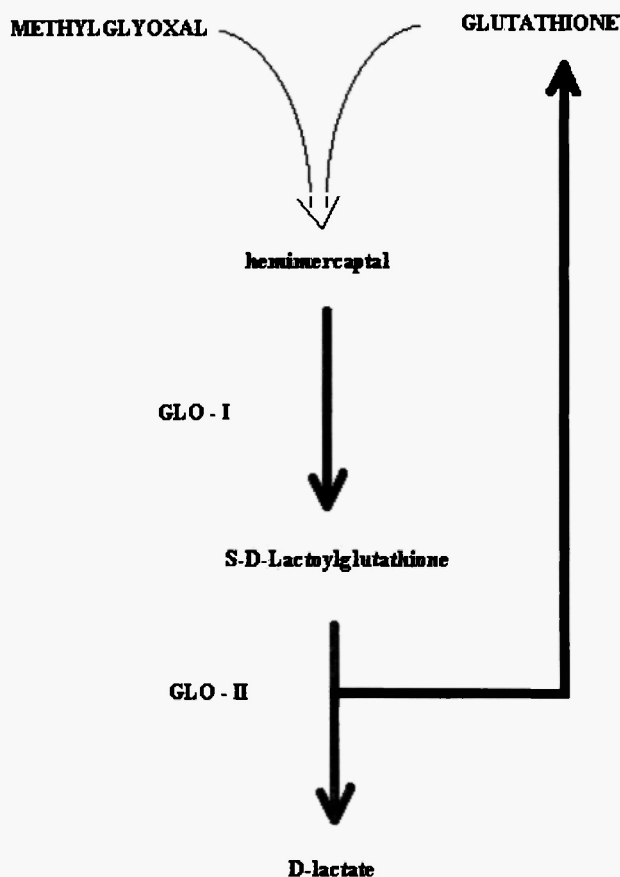 METHYLGLYOXAL
GLUTATHIONE
hemimercaptal
GLO - I
S-D-Lactoylglutathione
GLO - II
D-lactate